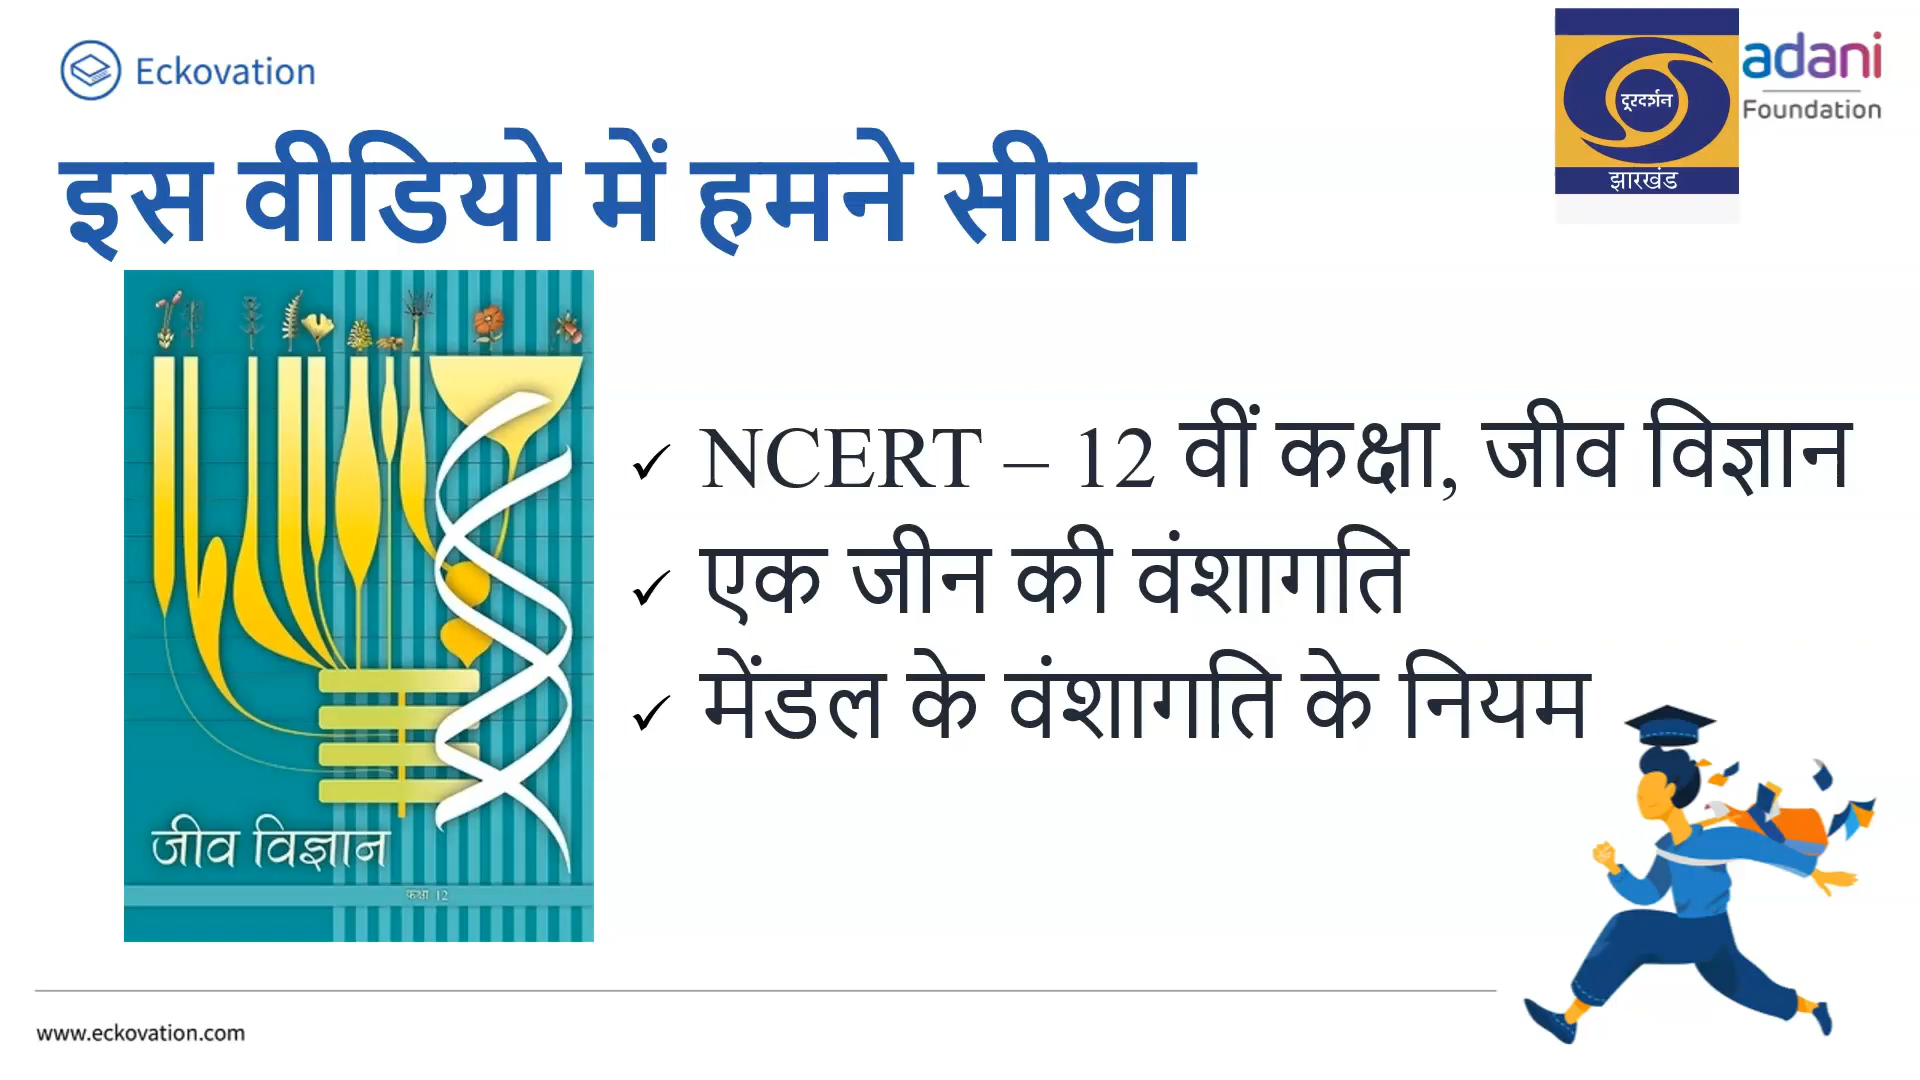 Eckovation
दूरदर्शन
झारखंड
adani
Foundation
इस वीडियो में हमने सीखा
✓ NCERT – 12 वीं कक्षा, जीव विज्ञान
✓ एक जीन की वंशागति
✓ मेंडल के वंशागति के नियम
जीव विज्ञान
कक्षा 12
www.eckovation.com